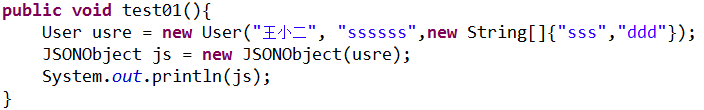 public void test01(){
    User usre = new User("王小二", "ssssss",new String[]{"sss","ddd"});
    JSONObject js = new JSONObject(usre);
    System.out.println(js);
}